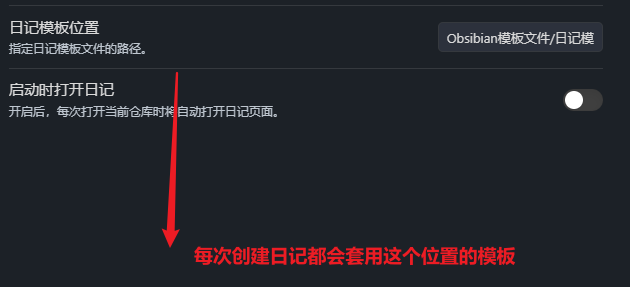 日记模板位置
指定日记模板文件的路径。
Obsibian模板文件/日记模
启动时打开日记
开启后，每次打开当前仓库时将自动打开日记页面。
每次创建日记都会套用这个位置的模板